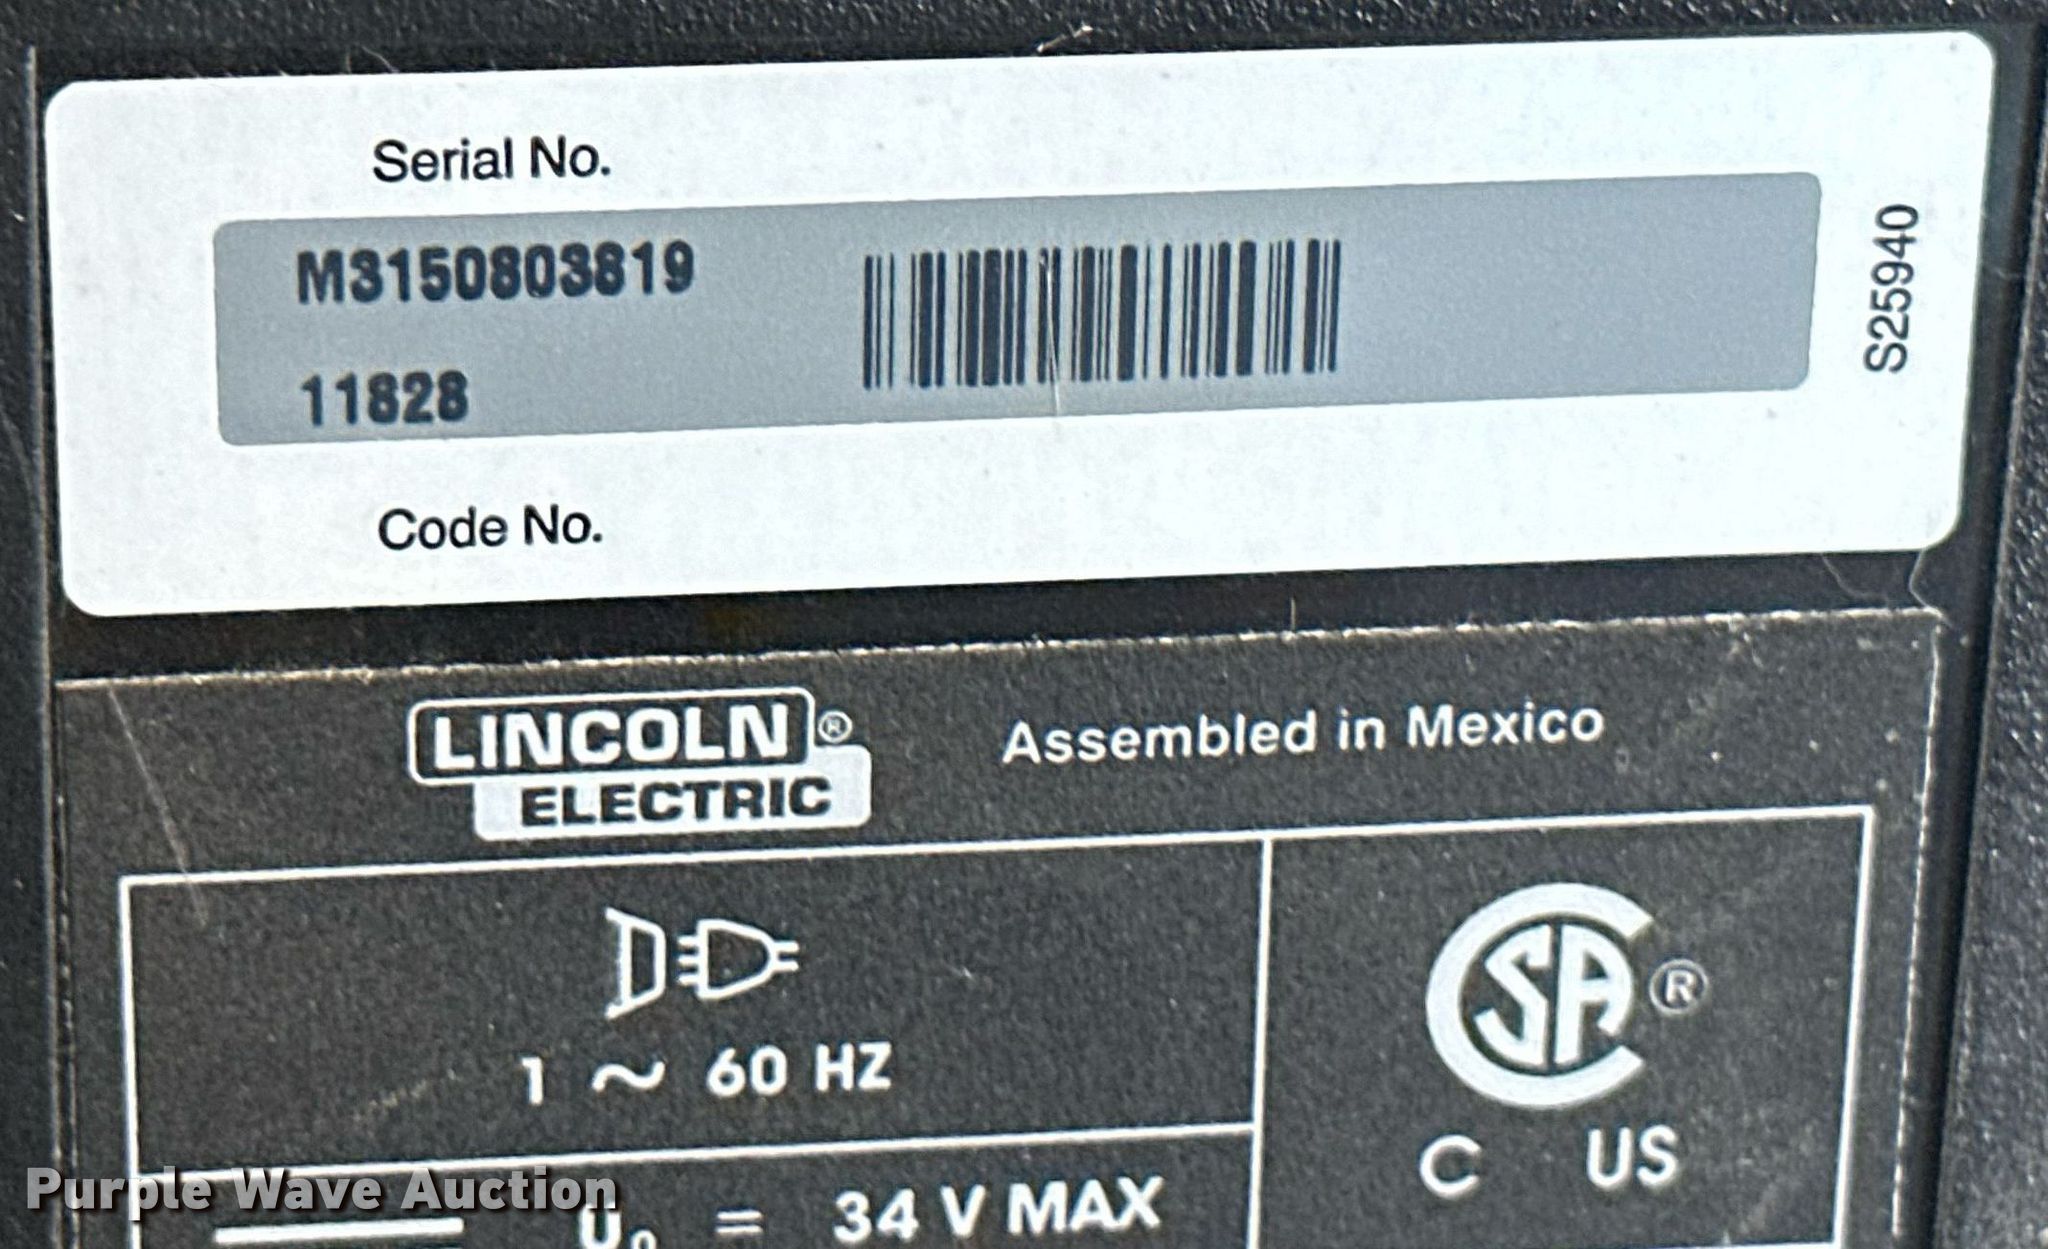 Serial No.
M3150803819
11828
Code No.
S25940
LINCOLN®
ELECTRIC
Assembled in Mexico
1 ~ 60 HZ
CSA®
C US
U₀ = 34 V MAX
Purple Wave Auction